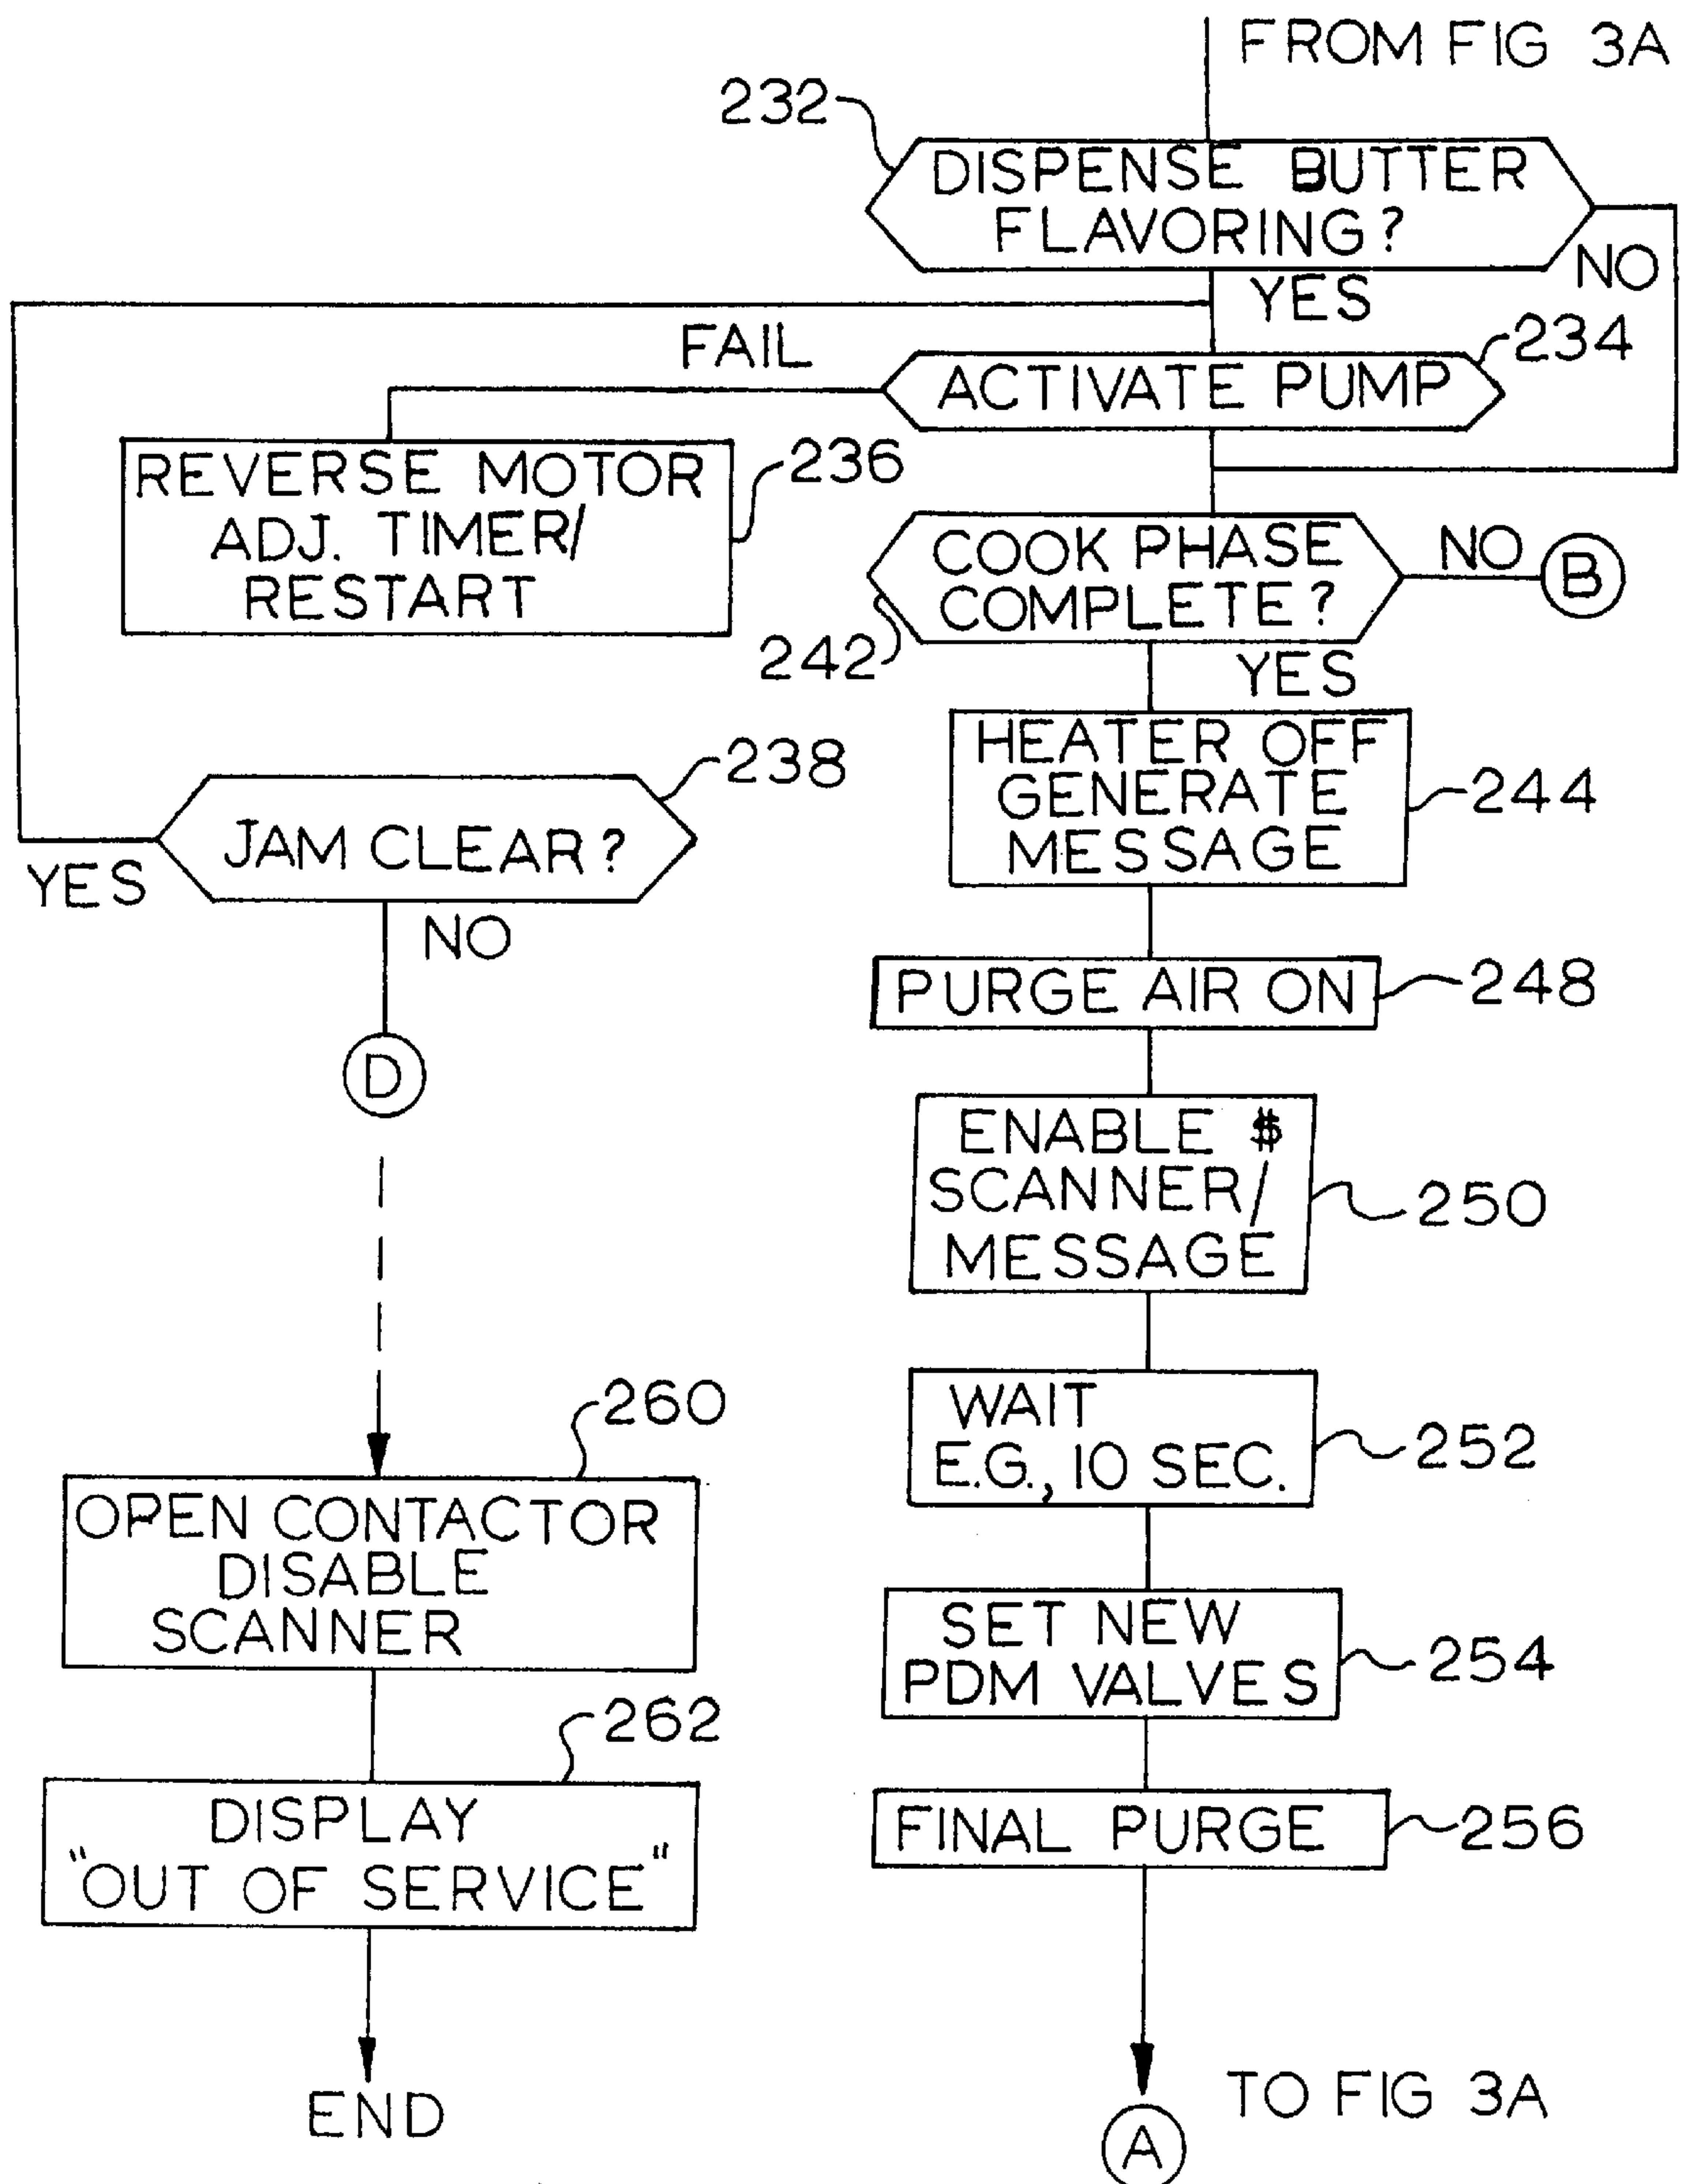 FROM FIG 3A
232
DISPENSE BUTTER
FLAVORING?
NO
YES
FAIL
234
ACTIVATE PUMP
REVERSE MOTOR
ADJ. TIMER/
RESTART
236
COOK PHASE
COMPLETE?
NO
B
242
YES
HEATER OFF
GENERATE
MESSAGE
244
238
JAM CLEAR?
YES
NO
D
PURGE AIR ON
248
ENABLE $
SCANNER/
MESSAGE
250
WAIT
E.G., 10 SEC.
252
260
OPEN CONTACTOR
DISABLE
SCANNER
SET NEW
PDM VALVES
254
262
DISPLAY
"OUT OF SERVICE"
FINAL PURGE
256
END
TO FIG 3A
A